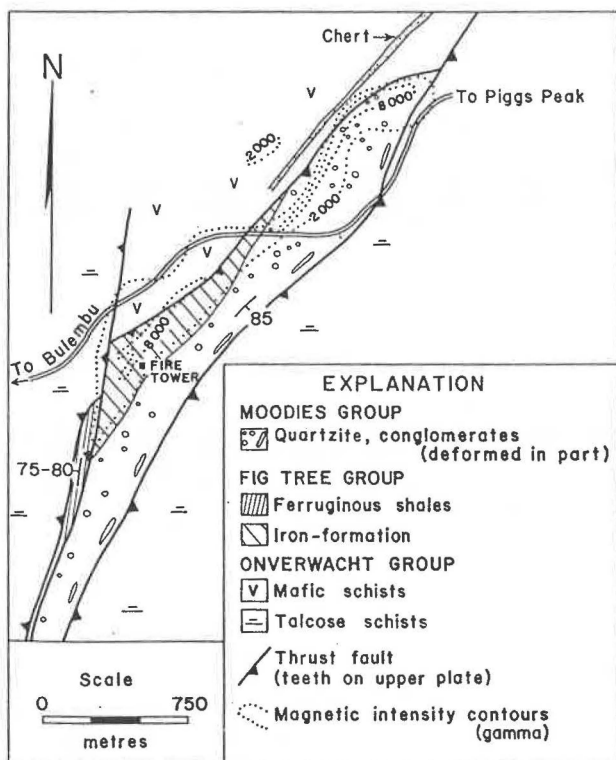 Chert
N
V
8000
To Piggs Peak
2000
V
V
2000
V
V
85
To Bulembu
8000
FIRE
TOWER
75-80
EXPLANATION
MOODIES GROUP
Quartzite, conglomerates
(deformed in part)
FIG TREE GROUP
Ferruginous shales
Iron-formation
ONVERWACHT GROUP
V Mafic schists
Talcose schists
Thrust fault
(teeth on upper plate)
Magnetic intensity contours
(gamma)
Scale
0 750
metres